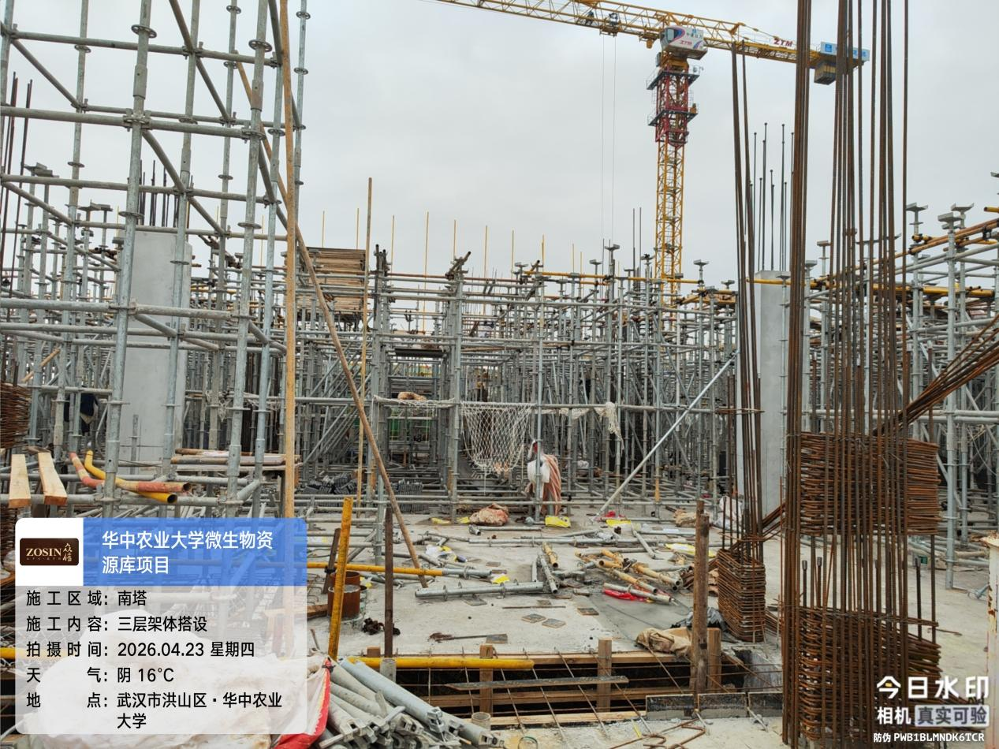 ZTM
ZTM
ZOSIN 众信
华中农业大学微生物资
源库项目
施工区域：南塔
施工内容：三层架体搭设
拍摄时间：2026.04.23 星期四
天气：阴 16℃
地点：武汉市洪山区·华中农业
大学
今日水印
相机真实可验
防伪 PWB1BLMNDK6TCR